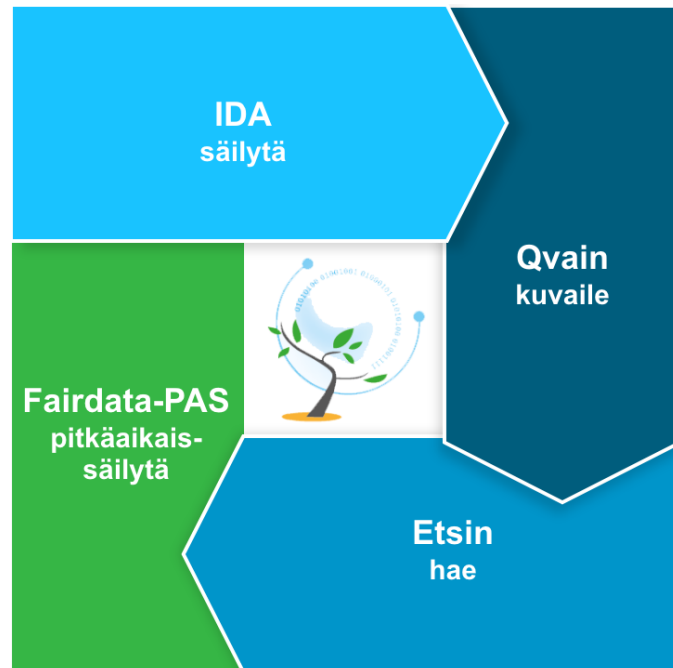 IDA
säilytä
Qvain
kuvaile
Etsin
hae
Fairdata-PAS
pitkäaikais-
säilytä